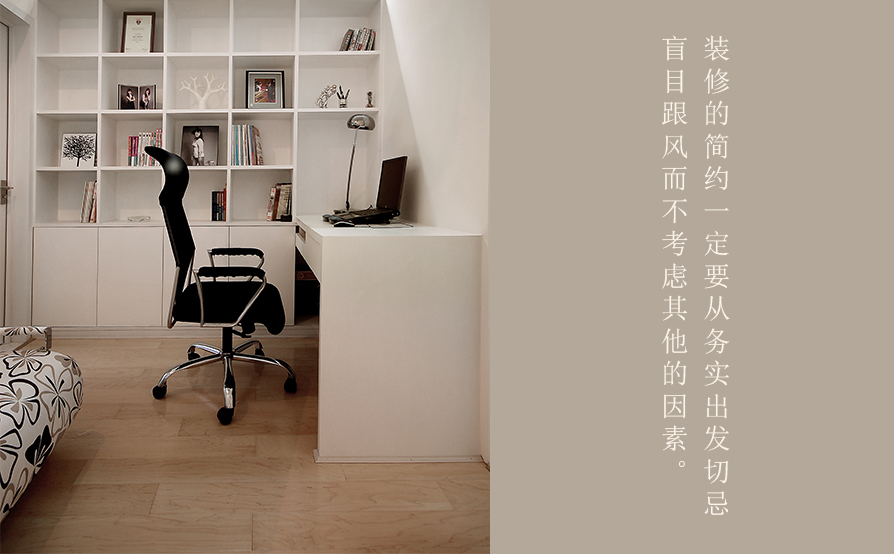 装修的简约一定要从务实出发切忌
盲目跟风而不考虑其他的因素。